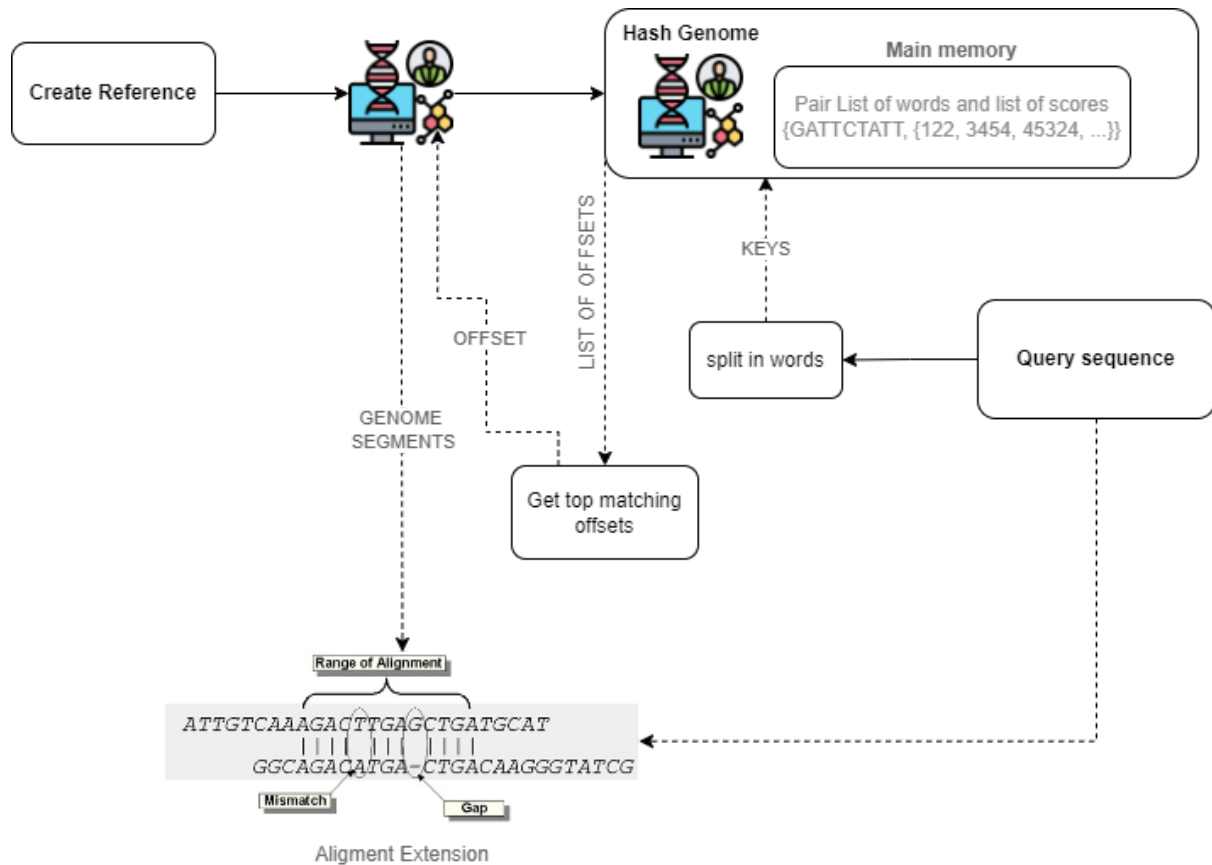 Hash Genome
Main memory
Create Reference
Pair List of words and list of scores
{GATTCTATT, {122, 3454, 45324, ...}}
LIST OF OFFSETS
KEYS
OFFSET
split in words
Query sequence
GENOME
SEGMENTS
Get top matching
offsets
Range of Alignment
ATTGTCAAAGACTTGAGCTGATGCAT
GGCAGACATGA-CTGACAAGGGTATCG
Mismatch
Gap
Aligment Extension